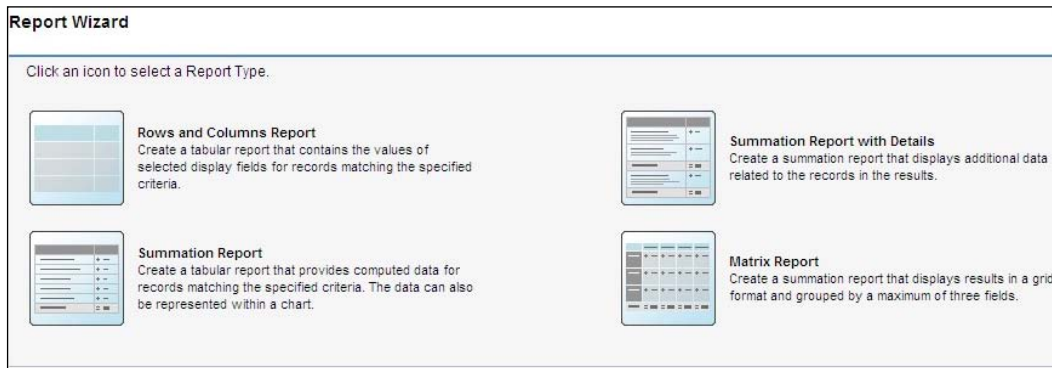 Report Wizard
Click an icon to select a Report Type.
Rows and Columns Report
Create a tabular report that contains the values of
selected display fields for records matching the specified
criteria.
Summation Report with Details
Create a summation report that displays additional data
related to the records in the results.
Summation Report
Create a tabular report that provides computed data for
records matching the specified criteria. The data can also
be represented within a chart.
Matrix Report
Create a summation report that displays results in a grid
format and grouped by a maximum of three fields.